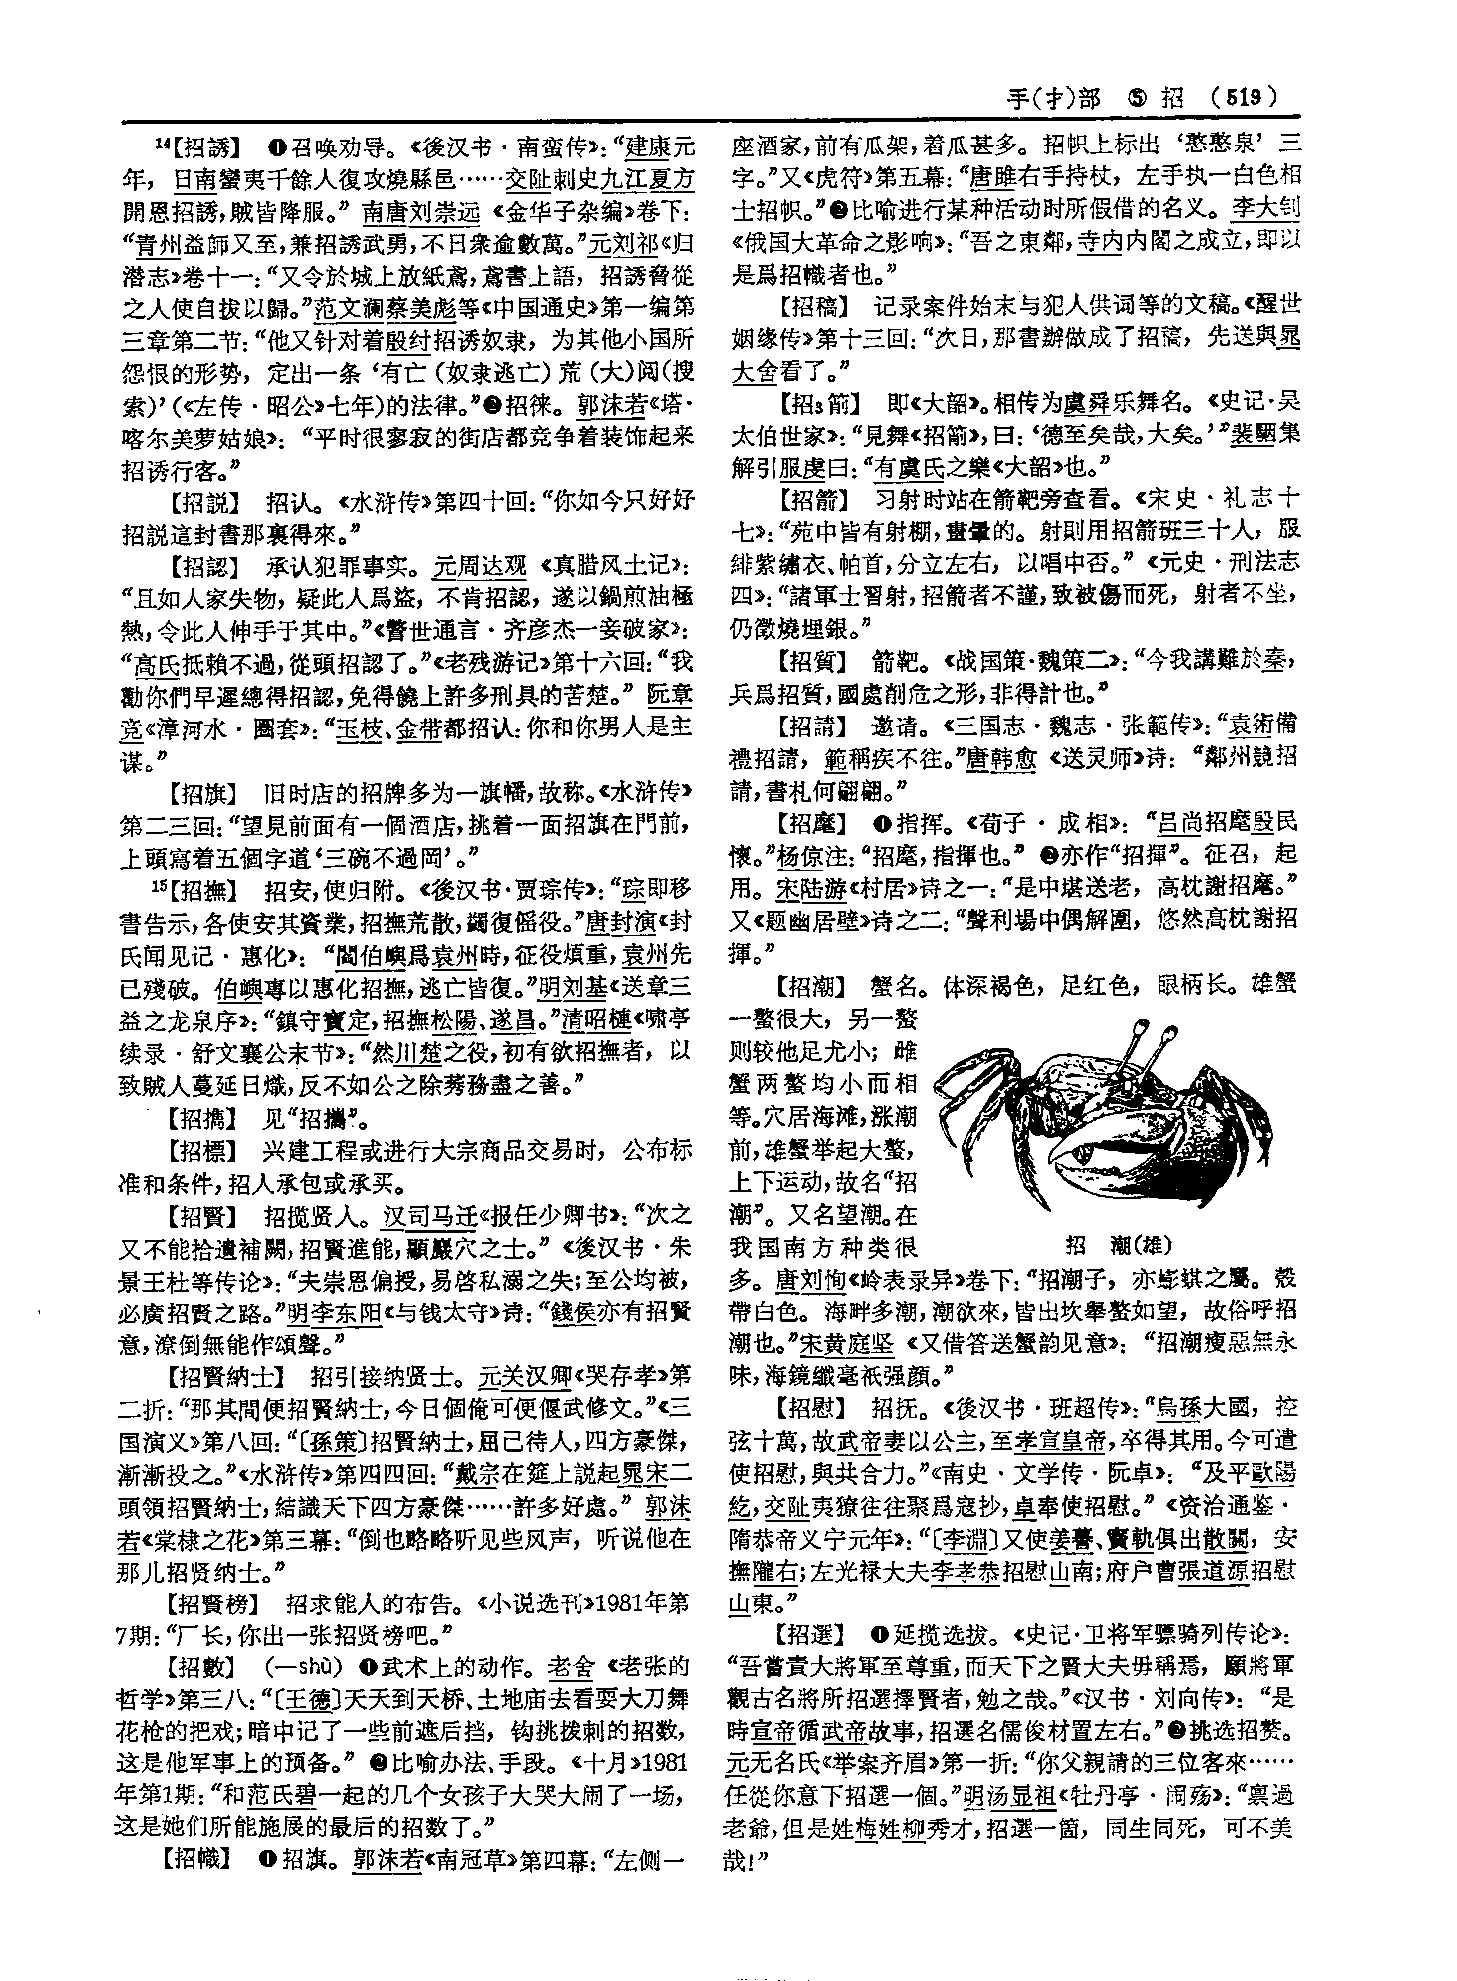 手(扌)部　⑤ 招　(519)
14【招誘】　❶召唤劝导。《後汉书·南蛮传》:“建康元
年，日南蠻夷千餘人復攻燒縣邑……交阯刺史九江夏方
開恩招誘，賊皆降服。”南唐刘崇远《金华子杂编》卷下：
“青州益師又至，兼招誘武勇，不日衆逾數萬。”元刘祁《归
潜志》卷十一：“又令於城上放紙鳶，鳶書上語，招誘脅從
之人使自拔以歸。”范文澜蔡美彪等《中国通史》第一编第
三章第二节：“他又针对着殷纣招诱奴隶，为其他小国所
怨恨的形势，定出一条‘有亡（奴隶逃亡）荒（大）阅（搜
索）’（《左传·昭公》七年）的法律。”❷招徕。郭沫若《塔·
喀尔美萝姑娘》：“平时很寥寂的街店都竞争着装饰起来
招诱行客。”
【招説】　招认。《水浒传》第四十回：“你如今只好好
招説這封書那裏得來。”
【招認】　承认犯罪事实。元周达观《真腊风土记》：
“且如人家失物，疑此人爲盜，不肯招認，遂以鍋煎油極
熱，令此人伸手于其中。”《警世通言·乔彦杰一妾破家》：
“高氏抵賴不過，從頭招認了。”《老残游记》第十六回：“我
勸你們早遲總得招認，免得饒上許多刑具的苦楚。”阮章
竞《漳河水·圈套》：“玉枝、金带都招认：你和你男人是主
谋。”
【招旗】　旧时店的招牌多为一旗幡，故称。《水浒传》
第二三回：“望見前面有一個酒店，挑着一面招旗在門前，
上頭寫着五個字道‘三碗不過岡’。”
15【招撫】　招安，使归附。《後汉书·贾琮传》：“琮即移
書告示，各使安其資業，招撫荒散，蠲復徭役。”唐封演《封
氏闻见记·惠化》：“閻伯嶼爲袁州時，征役煩重，袁州先
已殘破。伯嶼專以惠化招撫，逃亡皆復。”明刘基《送章三
益之龙泉序》：“鎮守寶定，招撫松陽、遂昌。”清昭槤《啸亭
续录·舒文襄公末节》：“然川楚之役，初有欲招撫者，以
致賊人蔓延日熾，反不如公之除莠務盡之善。”
【招携】　见“招攜”。
【招標】　兴建工程或进行大宗商品交易时，公布标
准和条件，招人承包或承买。
【招賢】　招揽贤人。汉司马迁《报任少卿书》：“次之
又不能拾遺補闕，招賢進能，顯巖穴之士。”《後汉书·朱
景王杜等传论》：“夫崇恩偏授，易啓私溺之失；至公均被，
必廣招賢之路。”明李东阳《与钱太守》诗：“錢侯亦有招賢
意，潦倒無能作頌聲。”
【招賢納士】　招引接纳贤士。元关汉卿《哭存孝》第
二折：“那其間便招賢納士，今日個俺可便偃武修文。”《三
国演义》第八回：“〔孫策〕招賢納士，屈己待人，四方豪傑，
漸漸投之。”《水浒传》第四四回：“戴宗在筵上説起晁宋二
頭領招賢納士，結識天下四方豪傑……許多好處。”郭沫
若《棠棣之花》第三幕：“倒也略略听见些风声，听说他在
那儿招贤纳士。”
【招賢榜】　招求能人的布告。《小说选刊》1981年第
7期：“厂长，你出一张招贤榜吧。”
【招數】　（—shù）❶武术上的动作。老舍《老张的
哲学》第三八：“〔王德〕天天到天桥、土地庙去看耍大刀舞
花枪的把戏；暗中记了一些前遮后挡，钩挑拨刺的招数，
这是他军事上的预备。”❷比喻办法、手段。《十月》1981
年第1期：“和范氏碧一起的几个女孩子大哭大闹了一场，
这是她们所能施展的最后的招数了。”
【招幟】　❶招旗。郭沫若《南冠草》第四幕：“左侧一
座酒家，前有瓜架，着瓜甚多。招帜上标出‘憨憨泉’三
字。”又《虎符》第五幕：“唐雎右手持杖，左手执一白色相
士招帜。”❷比喻进行某种活动时所假借的名义。李大钊
《俄国大革命之影响》：“吾之東鄰，寺内内閣之成立，即以
是爲招幟者也。”
【招稿】　记录案件始末与犯人供词等的文稿。《醒世
姻缘传》第十三回：“次日，那書辦做成了招稿，先送與晁
大舍看了。”
【招3箾】　即《大韶》。相传为虞舜乐舞名。《史记·吴
太伯世家》：“見舞《招箾》，曰：‘德至矣哉，大矣。’”裴駰集
解引服虔曰：“有虞氏之樂《大韶》也。”
【招箭】　习射时站在箭靶旁查看。《宋史·礼志十
七》：“苑中皆有射棚，畫暈的。射則用招箭班三十人，服
緋紫繡衣、帕首，分立左右，以唱中否。”《元史·刑法志
四》：“諸軍士習射，招箭者不謹，致被傷而死，射者不坐，
仍徵燒埋銀。”
【招質】　箭靶。《战国策·魏策二》：“今我講難於秦，
兵爲招質，國處削危之形，非得計也。”
【招請】　邀请。《三国志·魏志·张範传》：“袁術備
禮招請，範稱疾不往。”唐韩愈《送灵师》诗：“鄰州競招
請，書札何翩翩。”
【招麾】　❶指挥。《荀子·成相》：“吕尚招麾殷民
懷。”杨倞注：“招麾，指揮也。”❷亦作“招揮”。征召，起
用。宋陆游《村居》诗之一：“是中堪送老，高枕謝招麾。”
又《题幽居壁》诗之二：“聲利場中偶解圍，悠然高枕謝招
揮。”
【招潮】　蟹名。体深褐色，足红色，眼柄长。雄蟹
一螯很大，另一螯
则较他足尤小；雌
蟹两螯均小而相
等。穴居海滩，涨潮
前，雄蟹举起大螯，
上下运动，故名“招
潮”。又名望潮。在
我国南方种类很
招　潮(雄)
多。唐刘恂《岭表录异》卷下：“招潮子，亦蟛蜞之屬。殼
帶白色。海畔多潮，潮欲來，皆出坎舉螯如望，故俗呼招
潮也。”宋黄庭坚《又借答送蟹韵见意》：“招潮瘦惡無永
味，海鏡纖毫祇强顔。”
【招慰】　招抚。《後汉书·班超传》：“烏孫大國，控
弦十萬，故武帝妻以公主，至孝宣皇帝，卒得其用。今可遣
使招慰，與共合力。”《南史·文学传·阮卓》：“及平歐陽
紇，交阯夷獠往往聚爲寇抄，卓奉使招慰。”《资治通鉴·
隋恭帝义宁元年》：“〔李淵〕又使姜謩、竇軌俱出散關，安
撫隴右；左光禄大夫李孝恭招慰山南；府户曹張道源招慰
山東。”
【招選】　❶延揽选拔。《史记·卫将军骠骑列传论》：
“吾嘗責大將軍至尊重，而天下之賢大夫毋稱焉，願將軍
觀古名將所招選擇賢者，勉之哉。”《汉书·刘向传》：“是
時宣帝循武帝故事，招選名儒俊材置左右。”❷挑选招赘。
元无名氏《举案齐眉》第一折：“你父親請的三位客來……
任從你意下招選一個。”明汤显祖《牡丹亭·闹殇》：“禀過
老爺，但是姓梅姓柳秀才，招選一箇，同生同死，可不美
哉！”